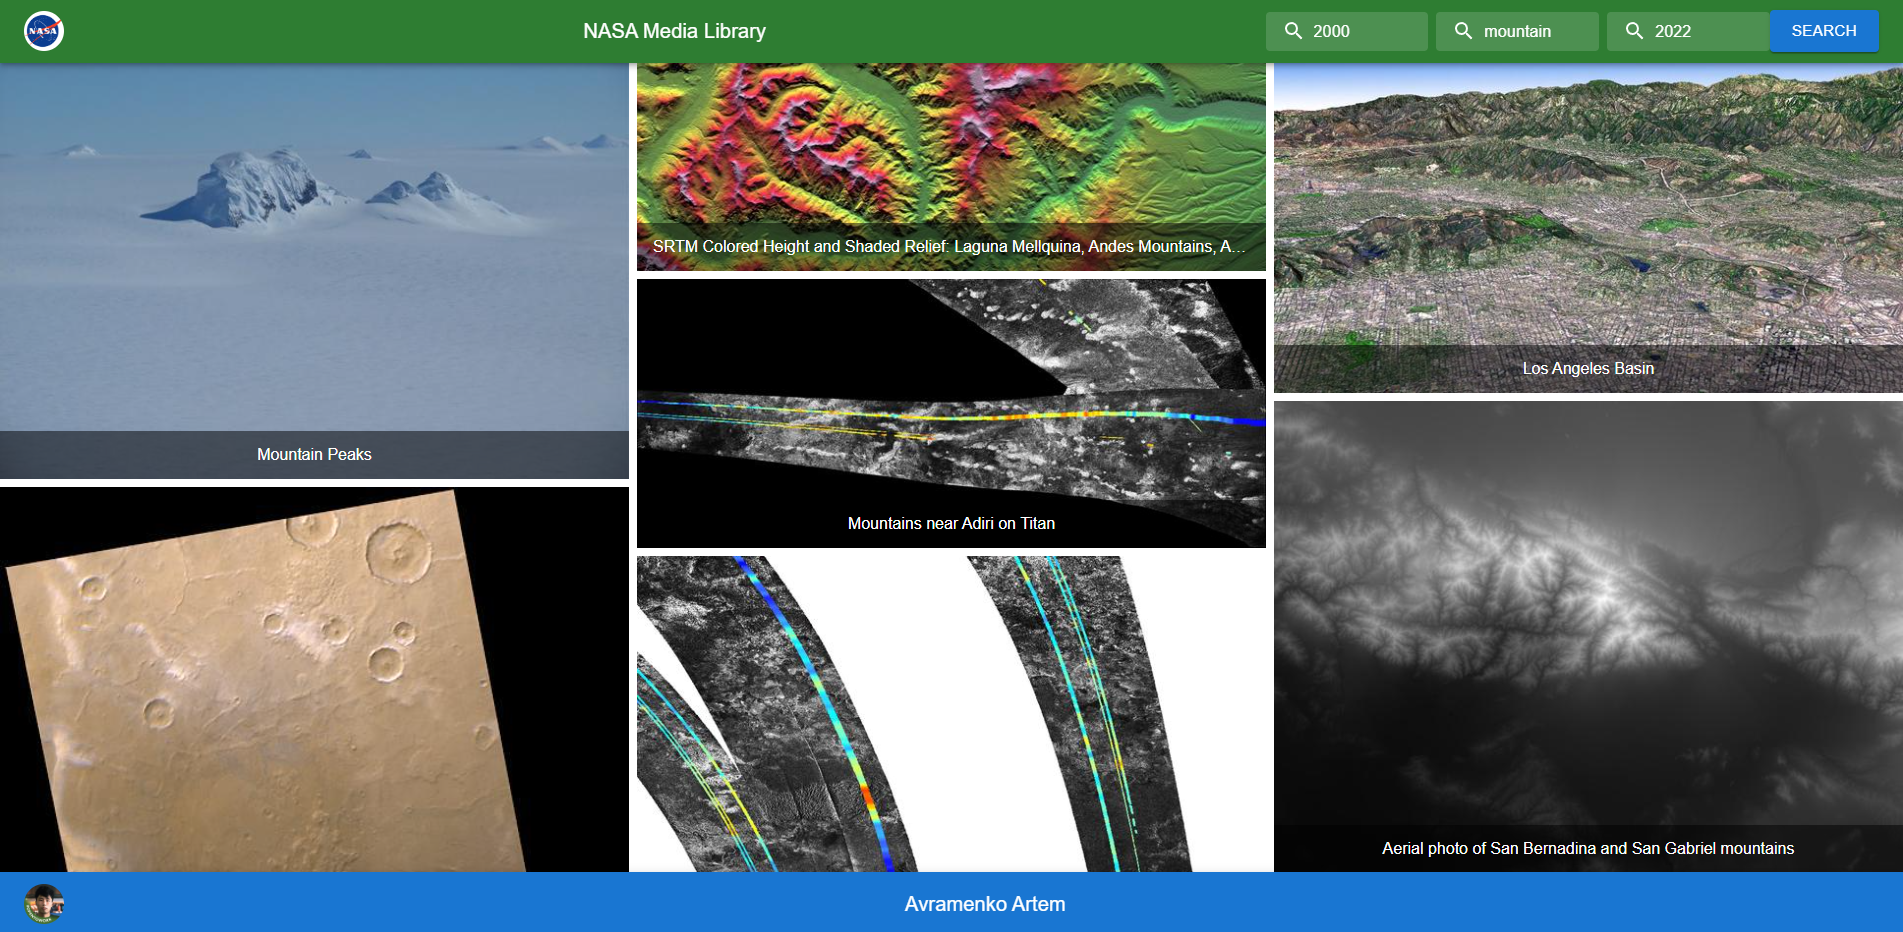 NASA
NASA Media Library
2000
mountain
2022
SEARCH
Mountain Peaks
SRTM Colored Height and Shaded Relief: Laguna Mellquina, Andes Mountains, A...
Mountains near Adiri on Titan
Los Angeles Basin
Aerial photo of San Bernadina and San Gabriel mountains
Avramenko Artem